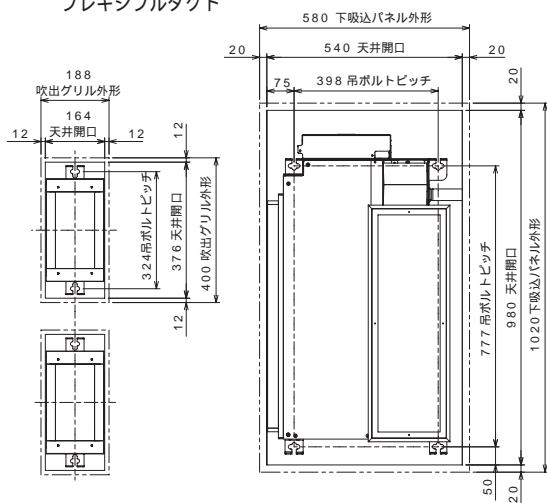 フレキシブルダクト
580 下吸込パネル外形
20
540 天井開口
20
75
398 吊ボルトピッチ
20
188
吹出グリル外形
164
天井開口
12
12
12
324吊ボルトピッチ
376 天井開口
400 吹出グリル外形
12
777 吊ボルトピッチ
980 天井開口
1020下吸込パネル外形
50
20